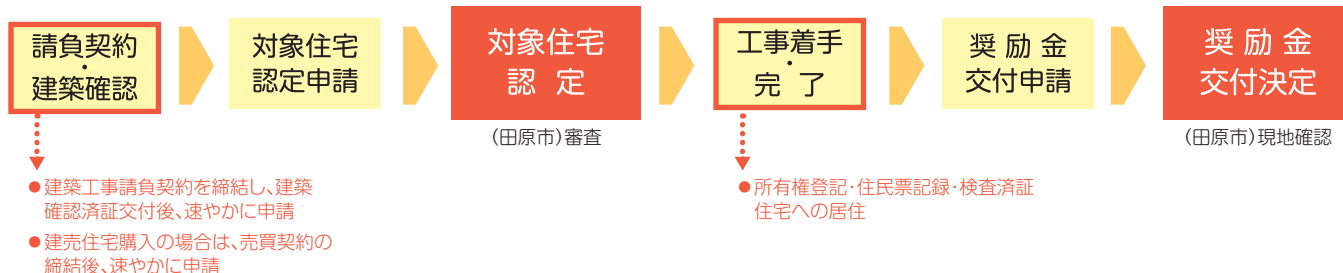 請負契約
・
建築確認
対象住宅
認定申請
対象住宅
認 定
(田原市)審査
工事着手
・
完 了
奨 励 金
交付申請
奨 励 金
交付決定
(田原市)現地確認
●建築工事請負契約を締結し、建築
確認済証交付後、速やかに申請
●建売住宅購入の場合は、売買契約の
締結後、速やかに申請
●所有権登記・住民票記録・検査済証
住宅への居住